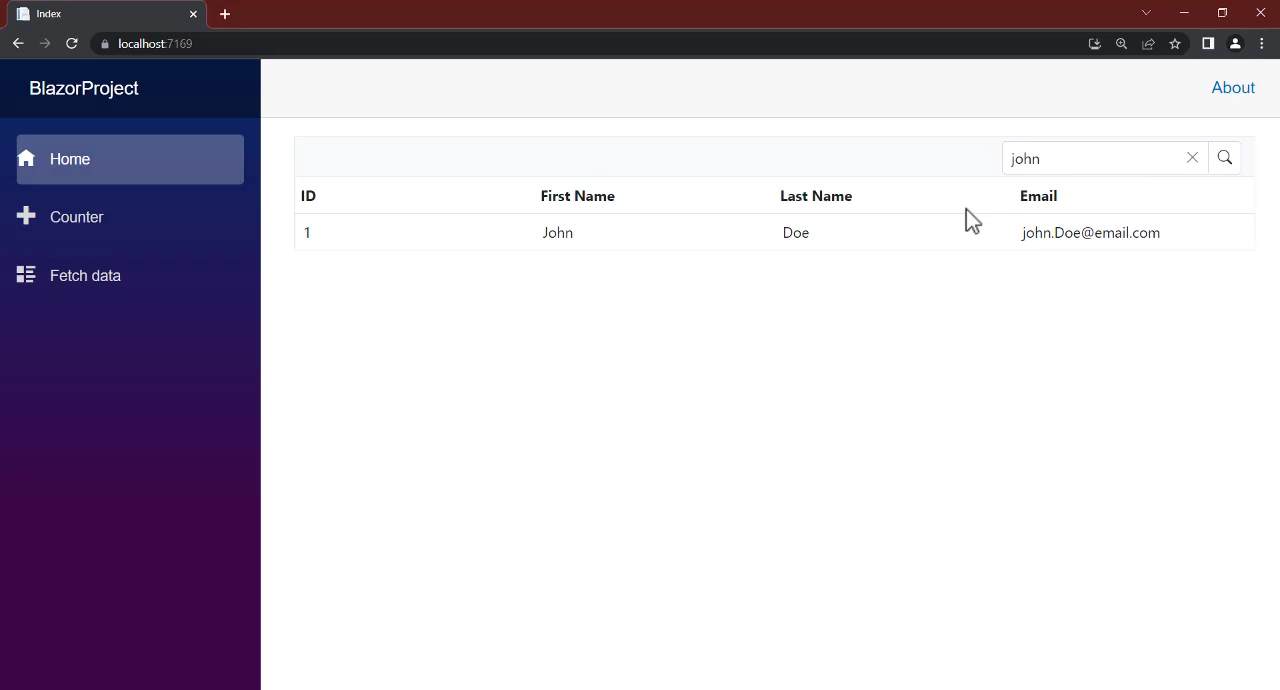 Index
localhost:7169
BlazorProject
About
Home
Counter
Fetch data
john
ID First Name Last Name Email
1 John Doe john.Doe@email.com